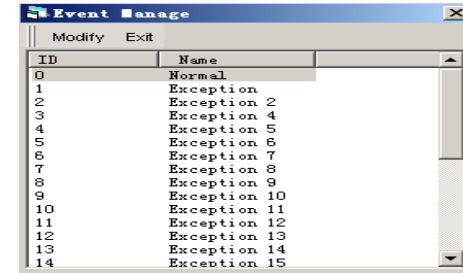 Event Manage
Modify Exit
ID Name
0 Normal
1 Exception
2 Exception 2
3 Exception 4
4 Exception 5
5 Exception 6
6 Exception 7
7 Exception 8
8 Exception 9
9 Exception 10
10 Exception 11
11 Exception 12
12 Exception 13
13 Exception 14
14 Exception 15